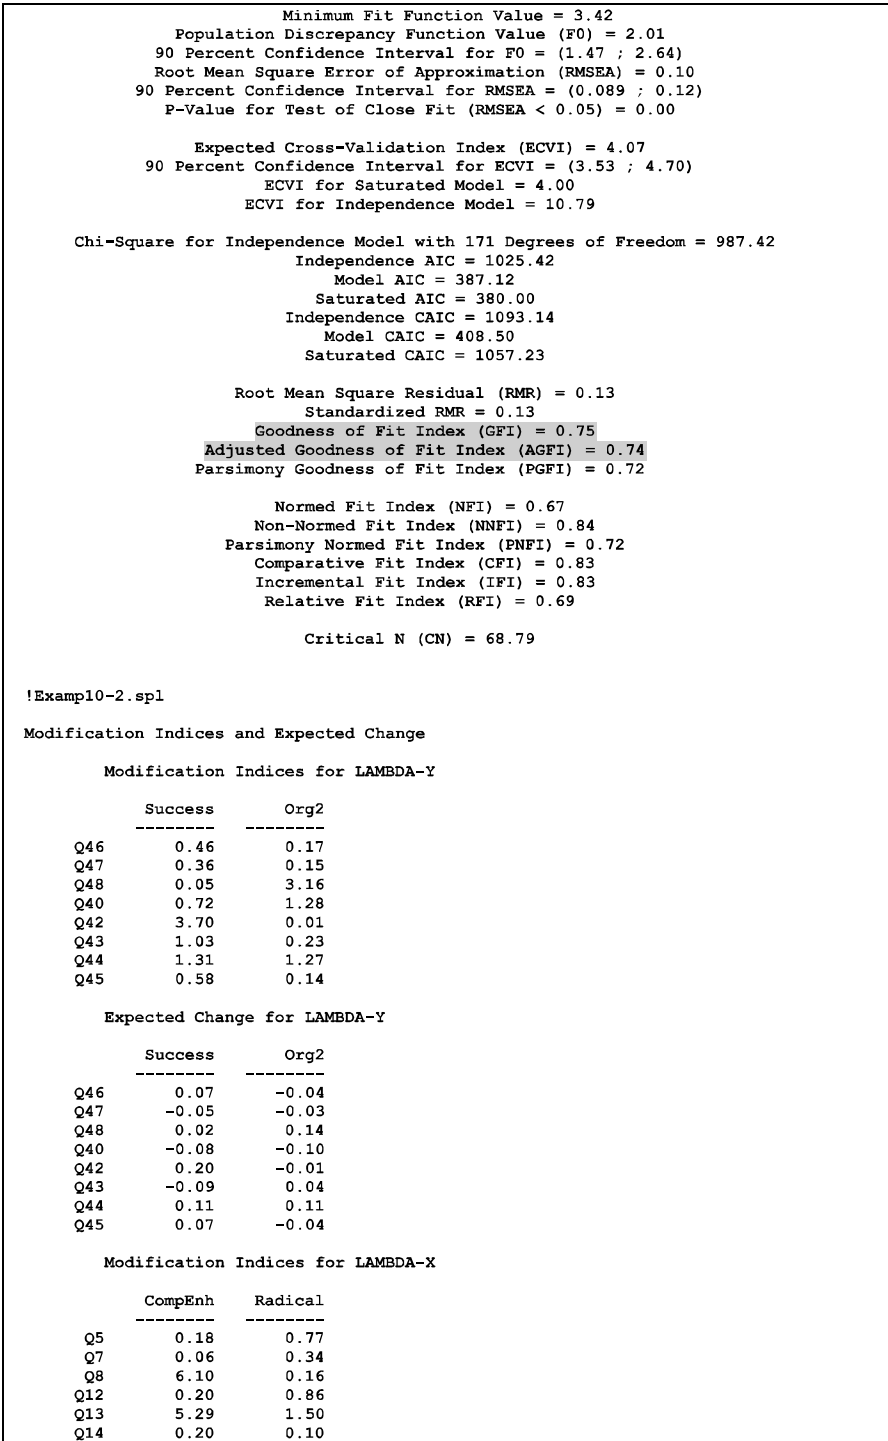 Minimum Fit Function Value = 3.42
Population Discrepancy Function Value (F0) = 2.01
90 Percent Confidence Interval for F0 = (1.47 ; 2.64)
Root Mean Square Error of Approximation (RMSEA) = 0.10
90 Percent Confidence Interval for RMSEA = (0.089 ; 0.12)
P-Value for Test of Close Fit (RMSEA < 0.05) = 0.00
Expected Cross-Validation Index (ECVI) = 4.07
90 Percent Confidence Interval for ECVI = (3.53 ; 4.70)
ECVI for Saturated Model = 4.00
ECVI for Independence Model = 10.79
Chi-Square for Independence Model with 171 Degrees of Freedom = 987.42
Independence AIC = 1025.42
Model AIC = 387.12
Saturated AIC = 380.00
Independence CAIC = 1093.14
Model CAIC = 408.50
Saturated CAIC = 1057.23
Root Mean Square Residual (RMR) = 0.13
Standardized RMR = 0.13
Goodness of Fit Index (GFI) = 0.75
Adjusted Goodness of Fit Index (AGFI) = 0.74
Parsimony Goodness of Fit Index (PGFI) = 0.72
Normed Fit Index (NFI) = 0.67
Non-Normed Fit Index (NNFI) = 0.84
Parsimony Normed Fit Index (PNFI) = 0.72
Comparative Fit Index (CFI) = 0.83
Incremental Fit Index (IFI) = 0.83
Relative Fit Index (RFI) = 0.69
Critical N (CN) = 68.79
!Examp10-2.spl
Modification Indices and Expected Change
Modification Indices for LAMBDA-Y
Success Org2
-------- --------
Q46 0.46 0.17
Q47 0.36 0.15
Q48 0.05 3.16
Q40 0.72 1.28
Q42 3.70 0.01
Q43 1.03 0.23
Q44 1.31 1.27
Q45 0.58 0.14
Expected Change for LAMBDA-Y
Success Org2
-------- --------
Q46 0.07 -0.04
Q47 -0.05 -0.03
Q48 0.02 0.14
Q40 -0.08 -0.10
Q42 0.20 -0.01
Q43 -0.09 0.04
Q44 0.11 0.11
Q45 0.07 -0.04
Modification Indices for LAMBDA-X
CompEnh Radical
-------- --------
Q5 0.18 0.77
Q7 0.06 0.34
Q8 6.10 0.16
Q12 0.20 0.86
Q13 5.29 1.50
Q14 0.20 0.10